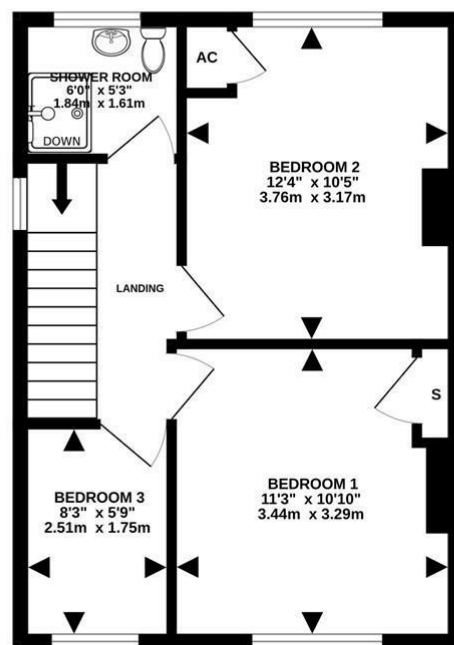 SHOWER ROOM
6'0" x 5'3"
1.84m x 1.61m
DOWN
AC
BEDROOM 2
12'4" x 10'5"
3.76m x 3.17m
LANDING
S
BEDROOM 1
11'3" x 10'10"
3.44m x 3.29m
BEDROOM 3
8'3" x 5'9"
2.51m x 1.75m